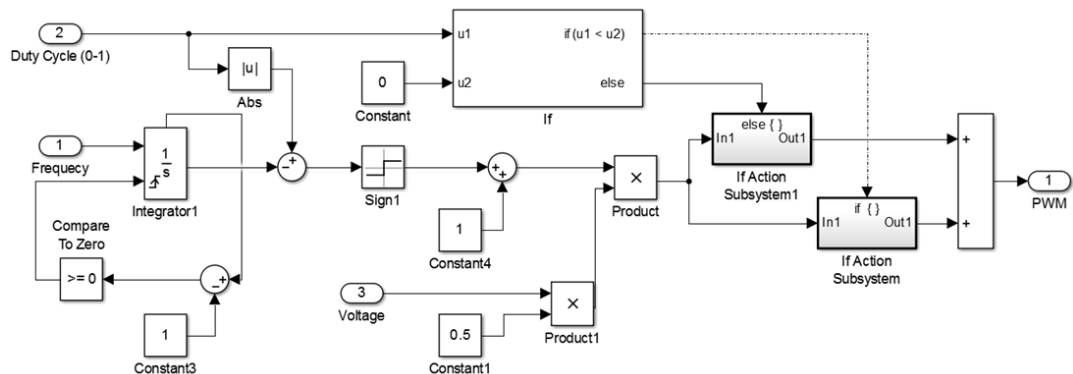 2
Duty Cycle (0-1)
|u|
Abs
0
Constant
u1
if(u1 < u2)
u2
else
If
1
Frequecy
1
s
Integrator1
Compare
To Zero
>= 0
1
Constant3
− +
− +
Sign1
+ +
1
Constant4
×
Product
3
Voltage
0.5
Constant1
×
Product1
else { }
In1
Out1
If Action
Subsystem1
if { }
In1
Out1
If Action
Subsystem
+
+
1
PWM